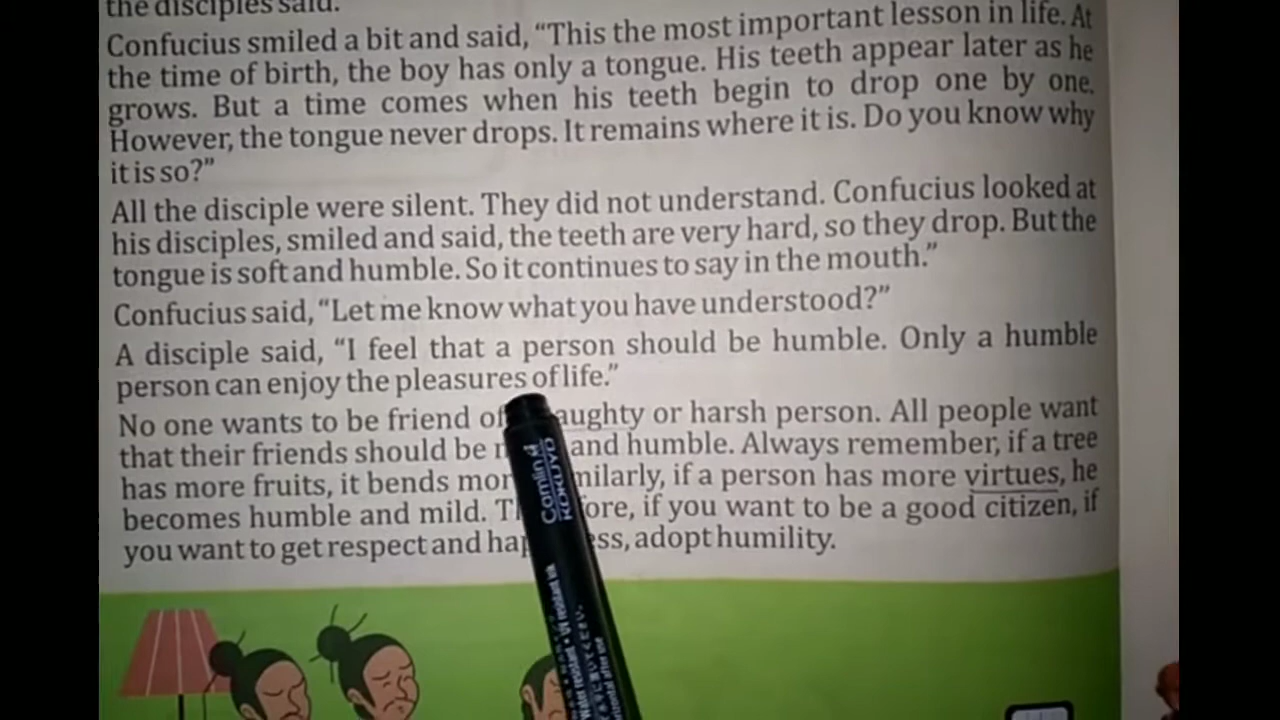 the disciples said.
Confucius smiled a bit and said, “This the most important lesson in life. At
the time of birth, the boy has only a tongue. His teeth appear later as he
grows. But a time comes when his teeth begin to drop one by one.
However, the tongue never drops. It remains where it is. Do you know why
it is so?”
All the disciple were silent. They did not understand. Confucius looked at
his disciples, smiled and said, the teeth are very hard, so they drop. But the
tongue is soft and humble. So it continues to say in the mouth.”
Confucius said, “Let me know what you have understood?”
A disciple said, “I feel that a person should be humble. Only a humble
person can enjoy the pleasures of life.”
No one wants to be friend of aughty or harsh person. All people want
that their friends should be and humble. Always remember, if a tree
has more fruits, it bends mor milarly, if a person has more virtues, he
becomes humble and mild. Th ore, if you want to be a good citizen, if
you want to get respect and hap ss, adopt humility.
Camlin
KOKUYO